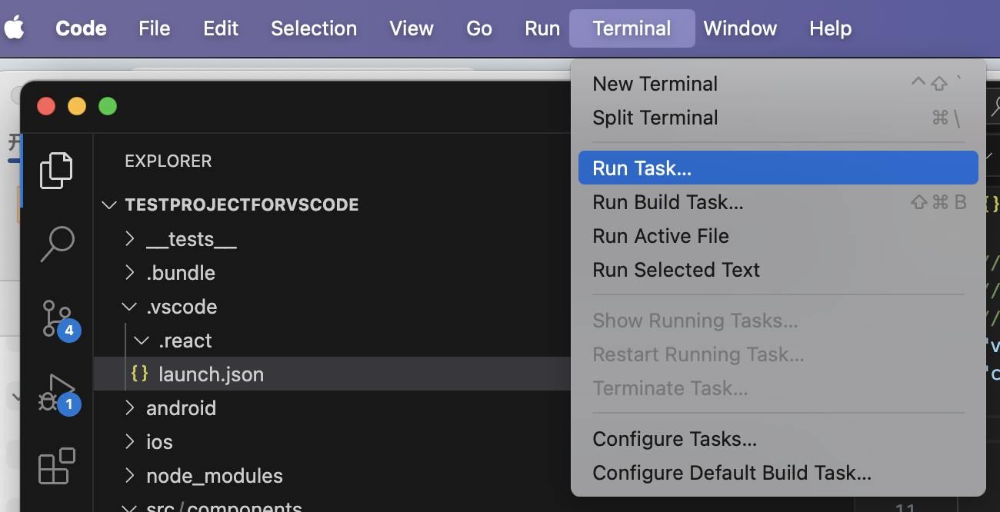 Code File Edit Selection View Go Run Terminal Window Help
New Terminal ^⇧`
Split Terminal ⌘\
Run Task...
Run Build Task... ⇧⌘B
Run Active File
Run Selected Text
Show Running Tasks...
Restart Running Task...
Terminate Task...
Configure Tasks...
Configure Default Build Task...
EXPLORER
TESTPROJECTFORVSCODE
__tests__
.bundle
.vscode
.react
{} launch.json
4
1
android
ios
node_modules
src/components
{}
//
//
//
"v
"c
11